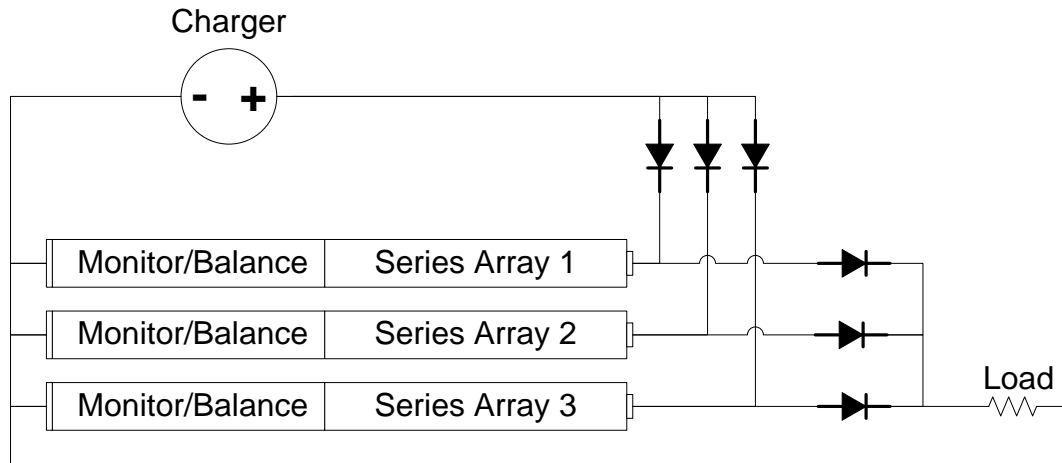 Charger
- +
Monitor/Balance Series Array 1
Monitor/Balance Series Array 2
Monitor/Balance Series Array 3
Load